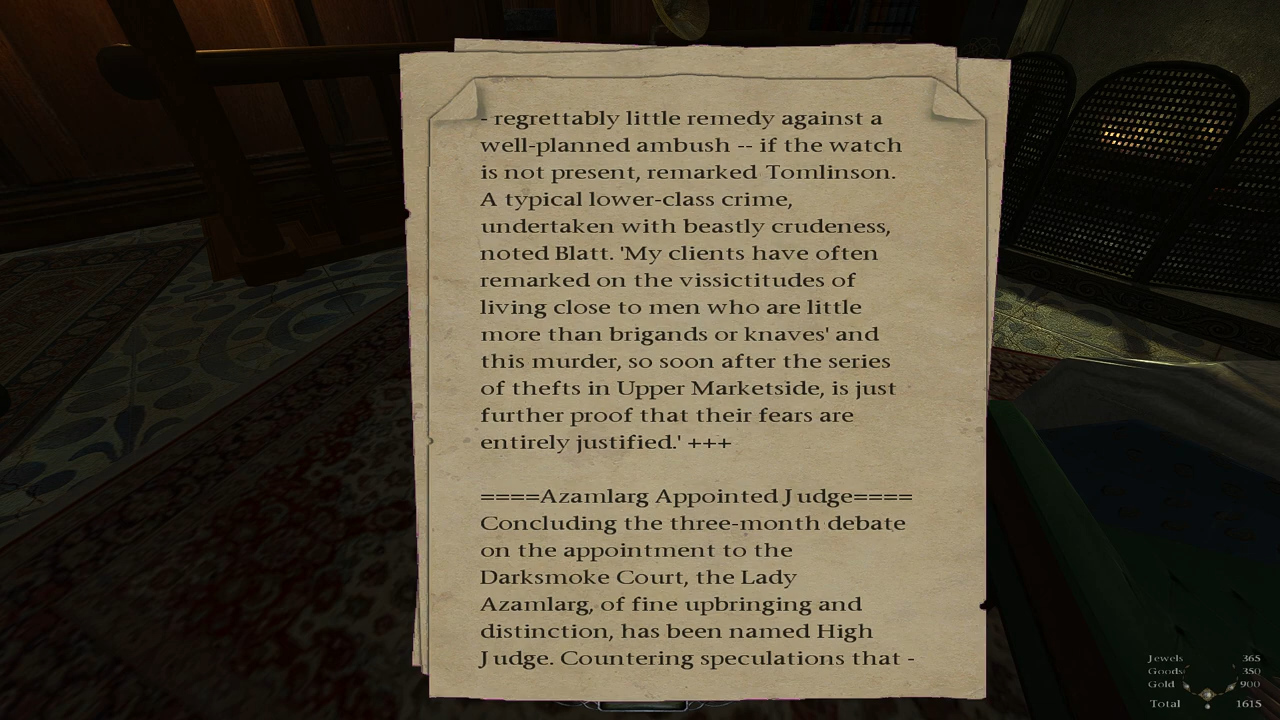 - regrettably little remedy against a
well-planned ambush -- if the watch
is not present, remarked Tomlinson.
A typical lower-class crime,
undertaken with beastly crudeness,
noted Blatt. 'My clients have often
remarked on the vissictitudes of
living close to men who are little
more than brigands or knaves' and
this murder, so soon after the series
of thefts in Upper Marketside, is just
further proof that their fears are
entirely justified.' +++
====Azamlarg Appointed Judge====
Concluding the three-month debate
on the appointment to the
Darksmoke Court, the Lady
Azamlarg, of fine upbringing and
distinction, has been named High
Judge. Countering speculations that -
Jewels 365
Goods 350
Gold 900
Total 1615